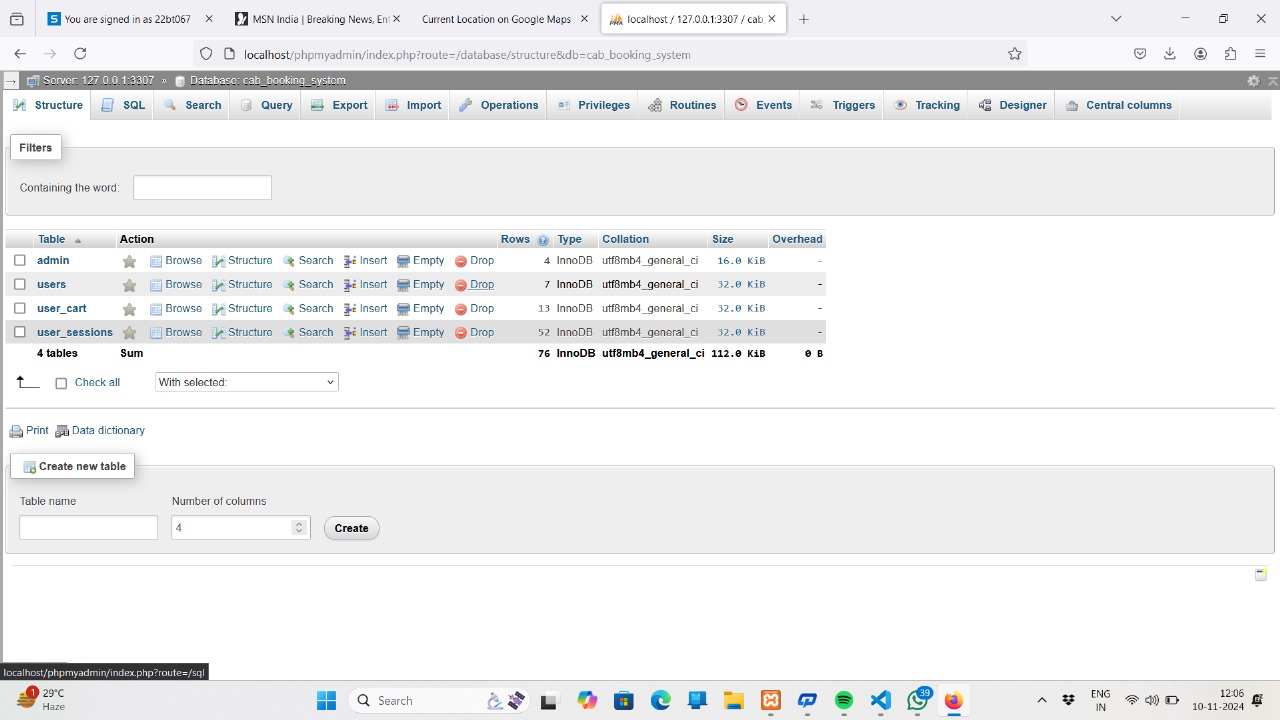 You are signed in as 22bt067
MSN India | Breaking News, Ent
Current Location on Google Maps
localhost / 127.0.0.1:3307 / cab
localhost/phpmyadmin/index.php?route=/database/structure&db=cab_booking_system
Server: 127.0.0.1:3307 » Database: cab_booking_system
Structure SQL Search Query Export Import Operations Privileges Routines Events Triggers Tracking Designer Central columns
Filters
Containing the word:
Table Action Rows Type Collation Size Overhead
admin Browse Structure Search Insert Empty Drop 4 InnoDB utf8mb4_general_ci 16.0 KiB -
users Browse Structure Search Insert Empty Drop 7 InnoDB utf8mb4_general_ci 32.0 KiB -
user_cart Browse Structure Search Insert Empty Drop 13 InnoDB utf8mb4_general_ci 32.0 KiB -
user_sessions Browse Structure Search Insert Empty Drop 52 InnoDB utf8mb4_general_ci 32.0 KiB -
4 tables Sum 76 InnoDB utf8mb4_general_ci 112.0 KiB 0 B
Check all With selected:
Print Data dictionary
Create new table
Table name Number of columns
4 Create
localhost/phpmyadmin/index.php?route=/sql
1 29°C
Haze
Search
39
ENG
IN
12:06
10-11-2024